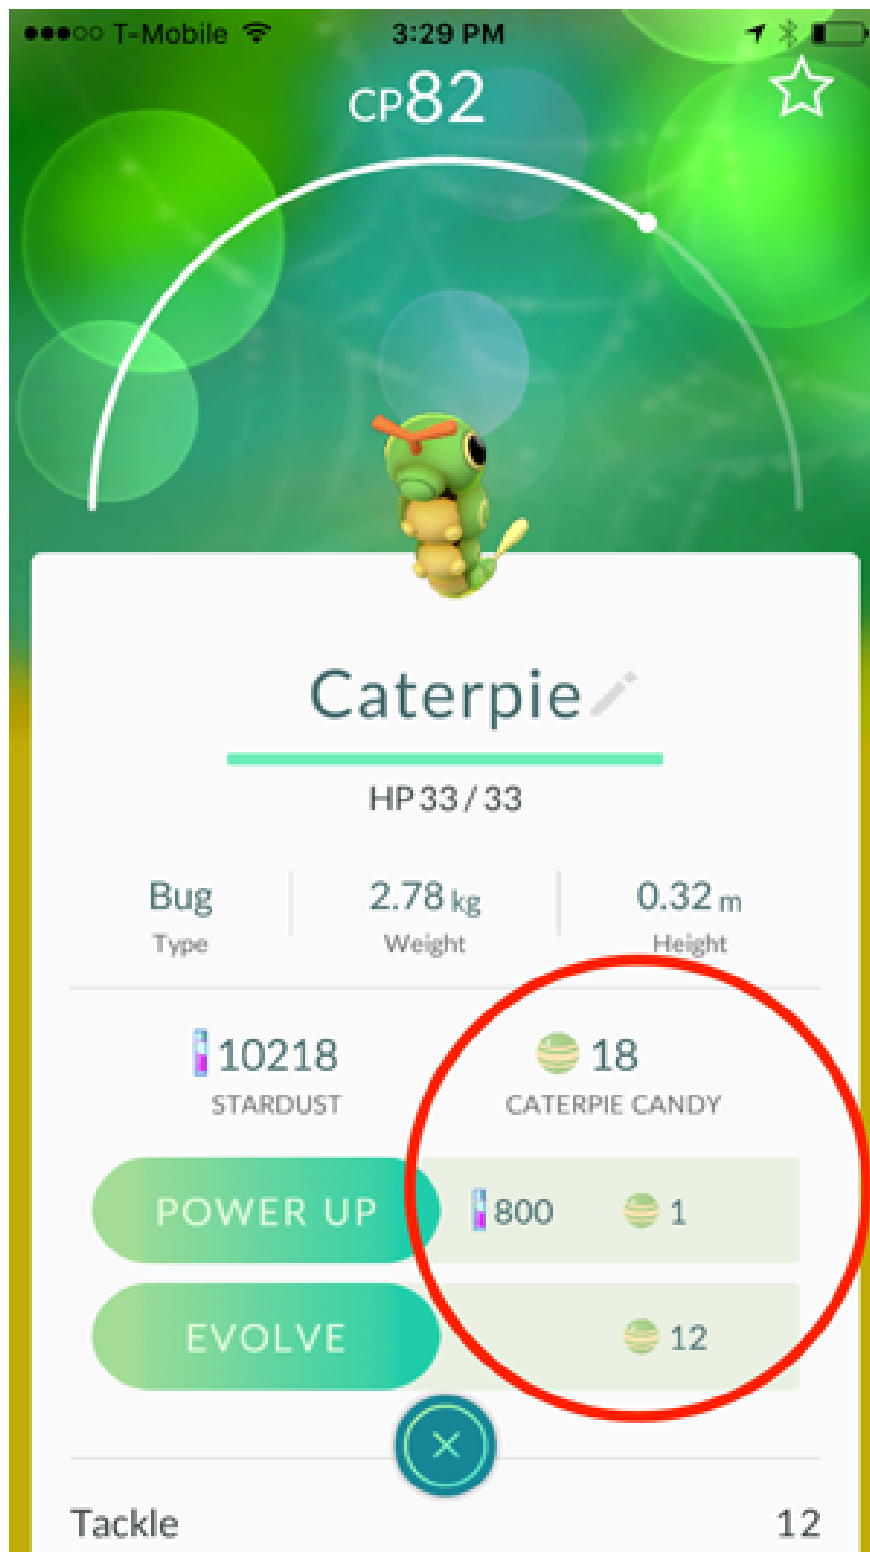 T-Mobile 3:29 PM
CP82
Caterpie
HP 33 / 33
Bug 2.78 kg 0.32 m
Type Weight Height
10218 18
STARDUST CATERPIE CANDY
POWER UP 800 1
EVOLVE 12
Tackle 12